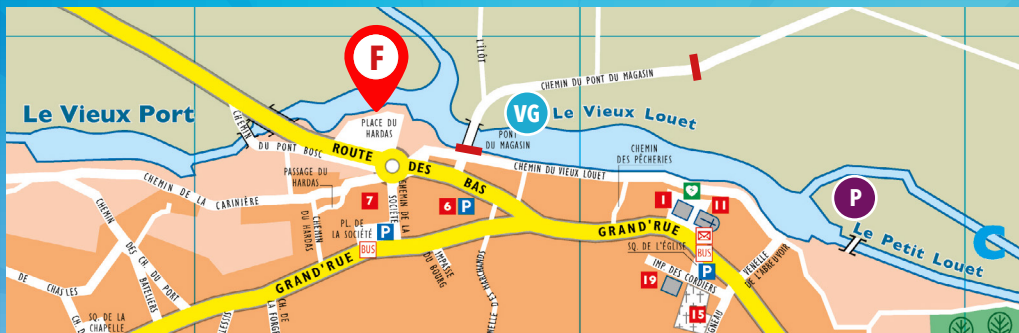 F
L'ÎLÔT
CHEMIN DU PONT DU MAGASIN
Le Vieux Port
VG
Le Vieux Louet
CHEMIN
DU PONT BOSC
PLACE DU
HARDAS
PONT
DU MAGASIN
ROUTE DES BAS
CHEMIN
DES PÊCHERIES
CHEMIN DU VIEUX LOUET
PASSAGE DU
HARDAS
CHEMIN DE LA CARINIÈRE
7
CHEMIN DE LA
SOCIÉTÉ
6
P
1
11
P
CHEMIN
DU HARDAS
PL. DE
LA SOCIÉTÉ
P
BUS
GRAND'RUE
GRAND'RUE
SQ. DE L'ÉGLISE
BUS
P
Le Petit Louet
C
CHEMIN
DES CH. DU PORT
BATELIERS
IMPASSE
DU BOURG
IMP. DES CORDIERS
VENELLE
DE L'ABREUVOIR
19
15
DE CHASLES
SQ. DE LA
CHAPELLE
CH. DE
LA FORG